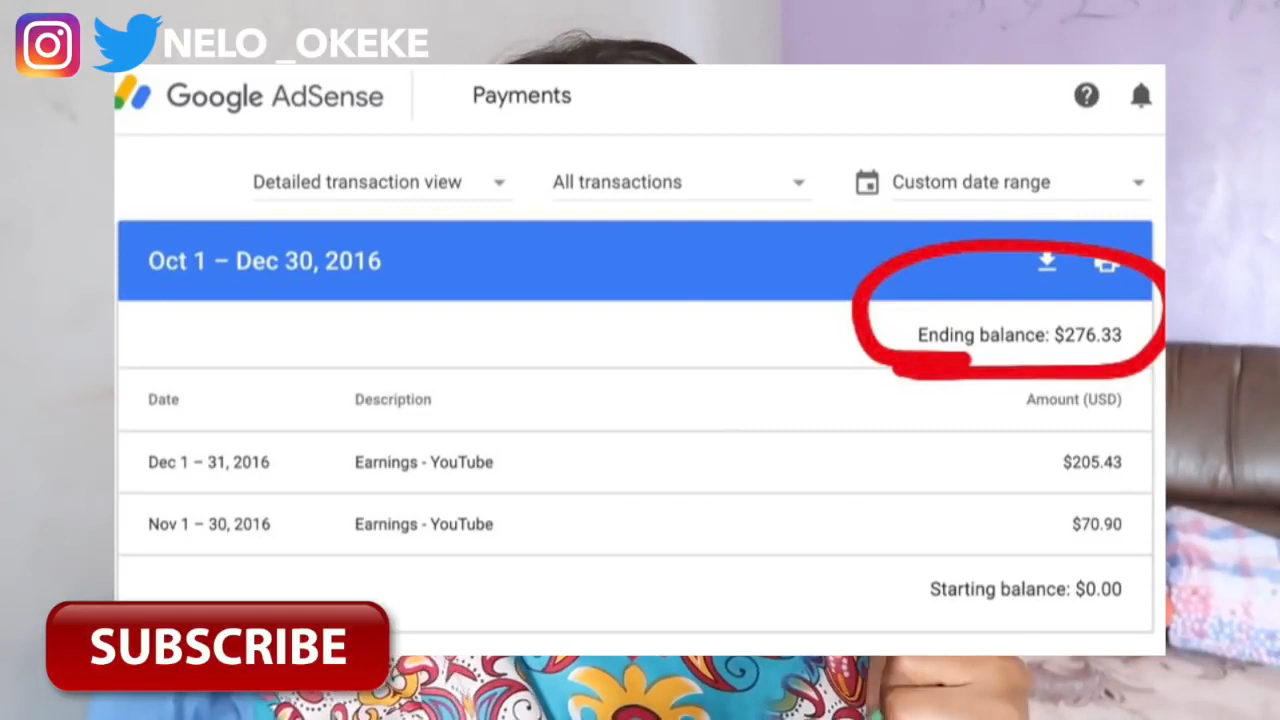 NELO _OKEKE
Google AdSense Payments
Detailed transaction view All transactions Custom date range
Oct 1 – Dec 30, 2016
Ending balance: $276.33
Date Description Amount (USD)
Dec 1 – 31, 2016 Earnings - YouTube $205.43
Nov 1 – 30, 2016 Earnings - YouTube $70.90
Starting balance: $0.00
SUBSCRIBE